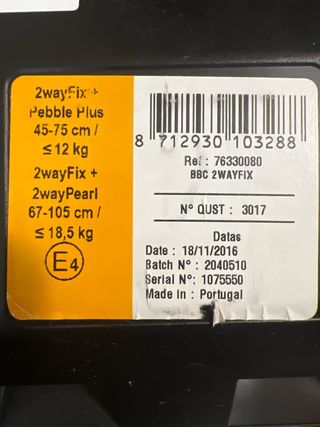 2wayFix +
Pebble Plus
45-75 cm /
≤ 12 kg
BBC 2wayFix +
2wayPearl
67-105 cm /
≤ 18,5 kg
E4
8 712930 103288
Ref : 76330080
BBC 2WAYFIX
N° QUST : 3017
Datas
Date : 18/11/2016
Batch N° : 2040510
Serial N° : 1075550
Made in : Portugal